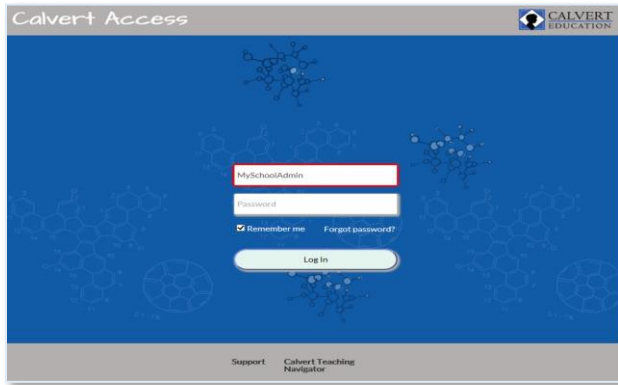 Calvert Access
CALVERT
EDUCATION
MySchoolAdmin
Password
Remember me Forgot password?
Log In
Support Calvert Teaching
Navigator